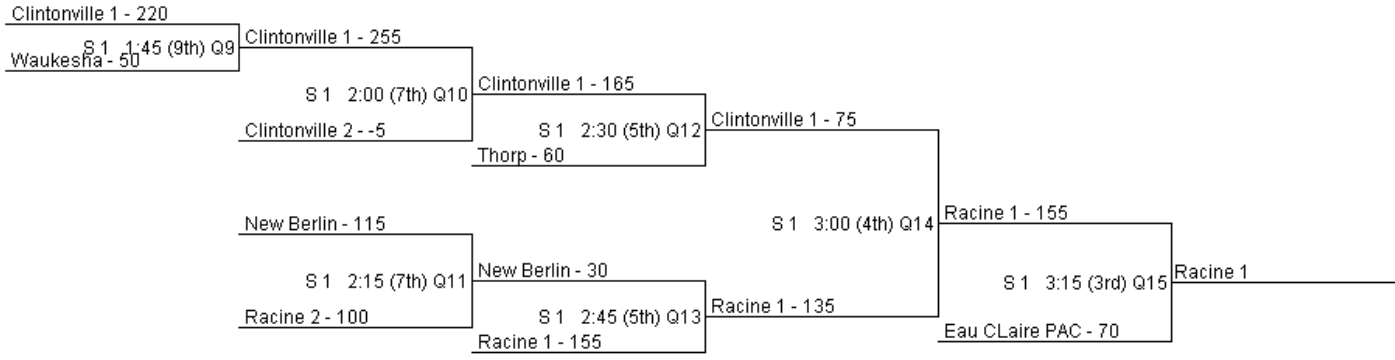 Clintonville 1 - 220
S 1 1:45 (9th) Q9
Waukesha - 50
Clintonville 1 - 255
S 1 2:00 (7th) Q10
Clintonville 2 - -5
Clintonville 1 - 165
S 1 2:30 (5th) Q12
Thorp - 60
Clintonville 1 - 75
New Berlin - 115
S 1 2:15 (7th) Q11
Racine 2 - 100
New Berlin - 30
S 1 2:45 (5th) Q13
Racine 1 - 155
Racine 1 - 135
S 1 3:00 (4th) Q14
Racine 1 - 155
S 1 3:15 (3rd) Q15
Eau CLaire PAC - 70
Racine 1